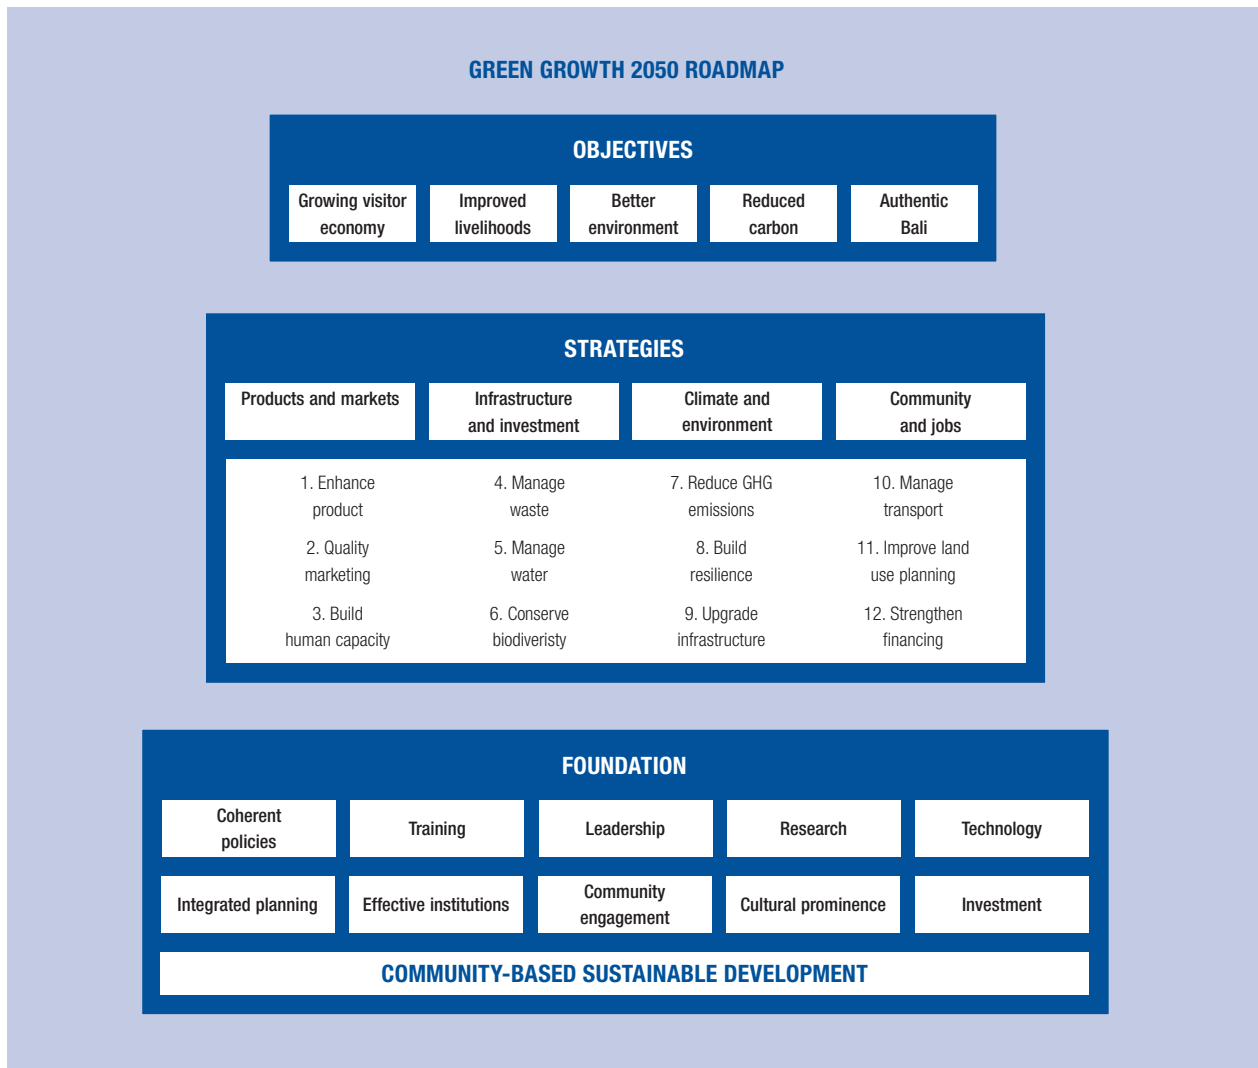 GREEN GROWTH 2050 ROADMAP
OBJECTIVES
Growing visitor
economy
Improved
livelihoods
Better
environment
Reduced
carbon
Authentic
Bali
STRATEGIES
Products and markets
Infrastructure
and investment
Climate and
environment
Community
and jobs
1. Enhance
product
2. Quality
marketing
3. Build
human capacity
4. Manage
waste
5. Manage
water
6. Conserve
biodiveristy
7. Reduce GHG
emissions
8. Build
resilience
9. Upgrade
infrastructure
10. Manage
transport
11. Improve land
use planning
12. Strengthen
financing
FOUNDATION
Coherent
policies
Training
Leadership
Research
Technology
Integrated planning
Effective institutions
Community
engagement
Cultural prominence
Investment
COMMUNITY-BASED SUSTAINABLE DEVELOPMENT